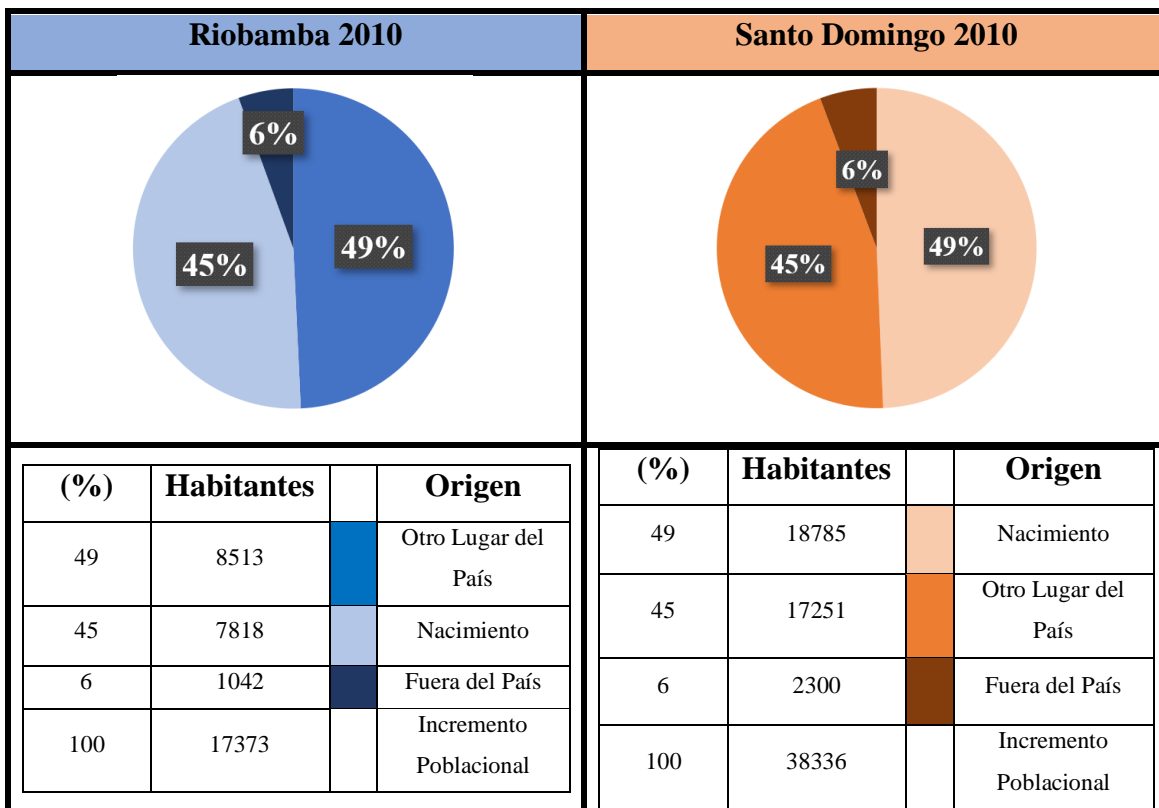 Riobamba 2010
Santo Domingo 2010
6%
49%
45%
6%
49%
45%
(%) Habitantes Origen
49 8513 Otro Lugar del
País
45 7818 Nacimiento
6 1042 Fuera del País
100 17373 Incremento
Poblacional
(%) Habitantes Origen
49 18785 Nacimiento
45 17251 Otro Lugar del
País
6 2300 Fuera del País
100 38336 Incremento
Poblacional